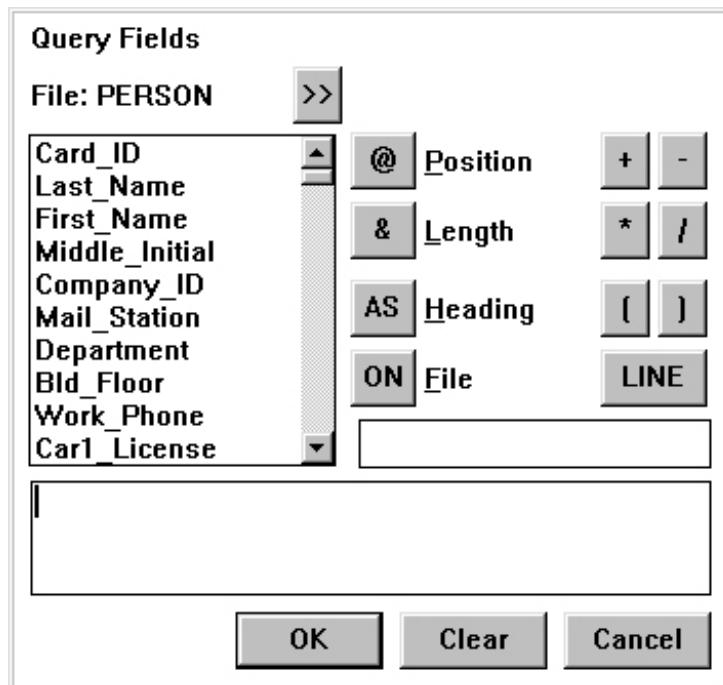 Query Fields
File: PERSON >>
Card_ID
Last_Name
First_Name
Middle_Initial
Company_ID
Mail_Station
Department
Bld_Floor
Work_Phone
Car1_License
@ Position + -
& Length * /
AS Heading ( )
ON File LINE
OK Clear Cancel